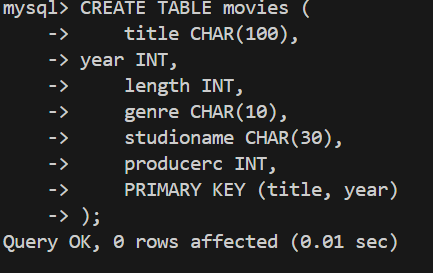 mysql> CREATE TABLE movies (
    ->     title CHAR(100),
    -> year INT,
    ->     length INT,
    ->     genre CHAR(10),
    ->     studioname CHAR(30),
    ->     producerc INT,
    ->     PRIMARY KEY (title, year)
    -> );
Query OK, 0 rows affected (0.01 sec)